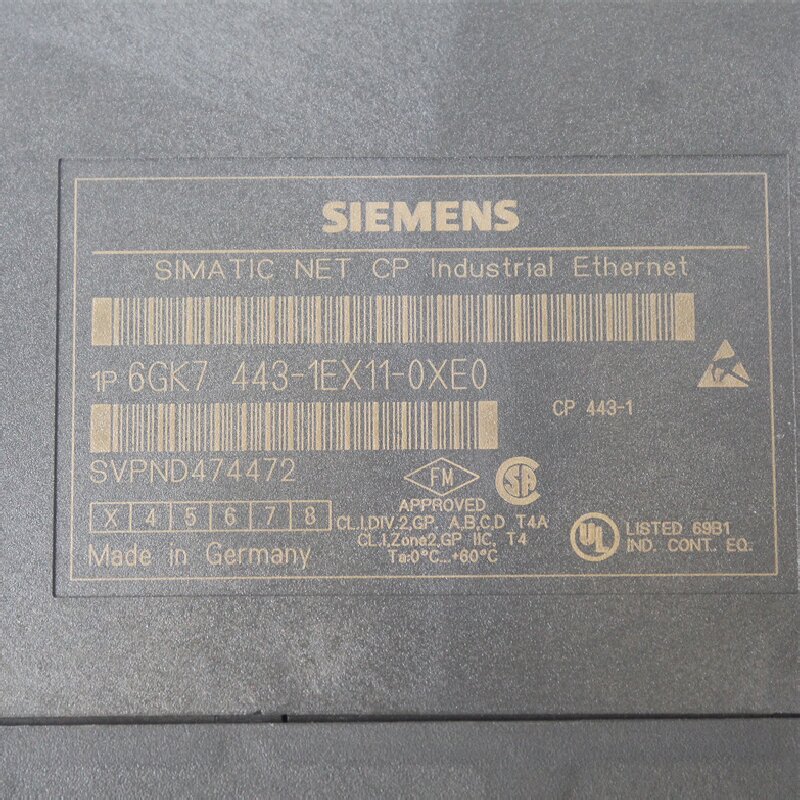 SIEMENS
SIMATIC NET CP Industrial Ethernet
1P 6GK7 443-1EX11-0XE0
CP 443-1
SVPND474472
X 4 5 6 7 8
Made in Germany
FM
APPROVED
CL.I,DIV.2,GP. A,B,C,D T4A
CL.I,Zone2,GP IIC, T4
Ta:0°C...+60°C
SA
UL
LISTED 69B1
IND. CONT. EQ.